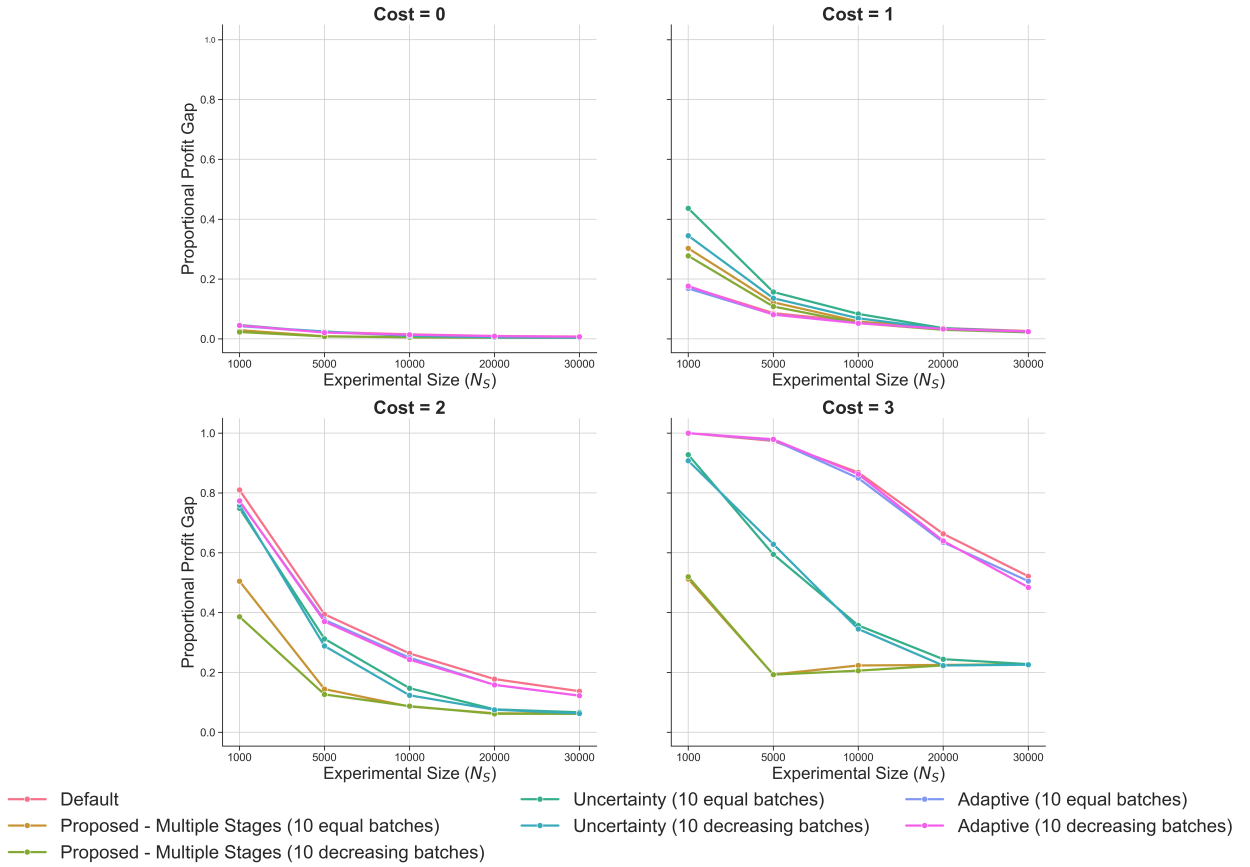 Cost = 0
Cost = 1
1.0
0.8
0.6
0.4
0.2
0.0
Proportional Profit Gap
1000 5000 10000 20000 30000
1000 5000 10000 20000 30000
Experimental Size (N_S)
Experimental Size (N_S)
Cost = 2
Cost = 3
1.0
0.8
0.6
0.4
0.2
0.0
Proportional Profit Gap
1000 5000 10000 20000 30000
1000 5000 10000 20000 30000
Experimental Size (N_S)
Experimental Size (N_S)
Default
Proposed - Multiple Stages (10 equal batches)
Proposed - Multiple Stages (10 decreasing batches)
Uncertainty (10 equal batches)
Uncertainty (10 decreasing batches)
Adaptive (10 equal batches)
Adaptive (10 decreasing batches)